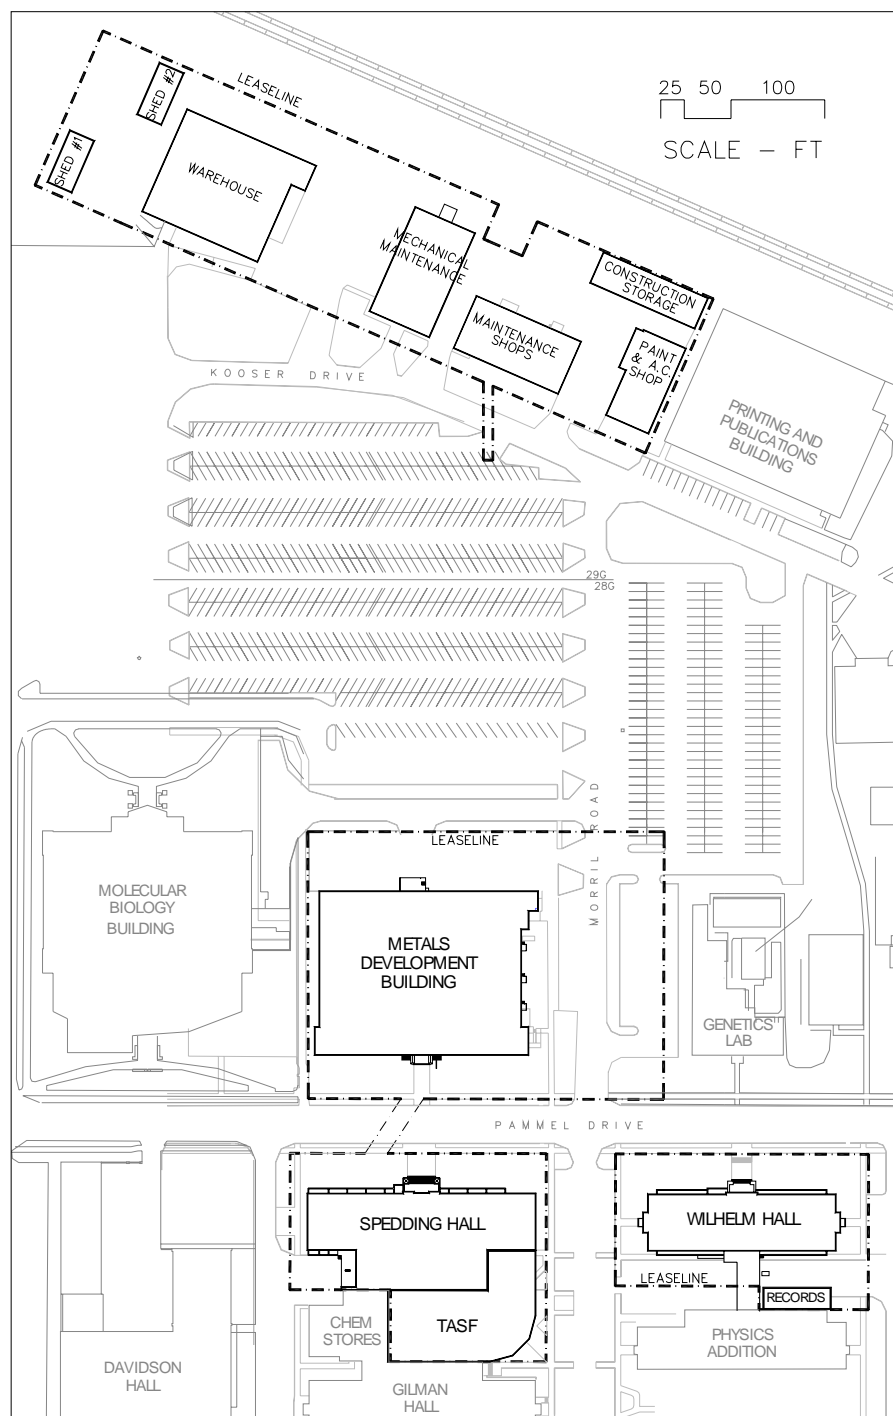 25 50 100
SCALE – FT
LEASELINE
SHED #2
SHED #1
WAREHOUSE
MECHANICAL
MAINTENANCE
CONSTRUCTION
STORAGE
MAINTENANCE
SHOPS
PAINT
& A.C.
SHOP
KOOSER DRIVE
PRINTING AND
PUBLICATIONS
BUILDING
29G
28G
MORRIL ROAD
LEASELINE
MOLECULAR
BIOLOGY
BUILDING
METALS
DEVELOPMENT
BUILDING
GENETICS"
LAB
PAMMEL DRIVE
SPEDDING HALL
WILHELM HALL
LEASELINE
RECORDS
CHEM
STORES
TASF
PHYSICS
ADDITION
DAVIDSON
HALL
GILMAN
HALL